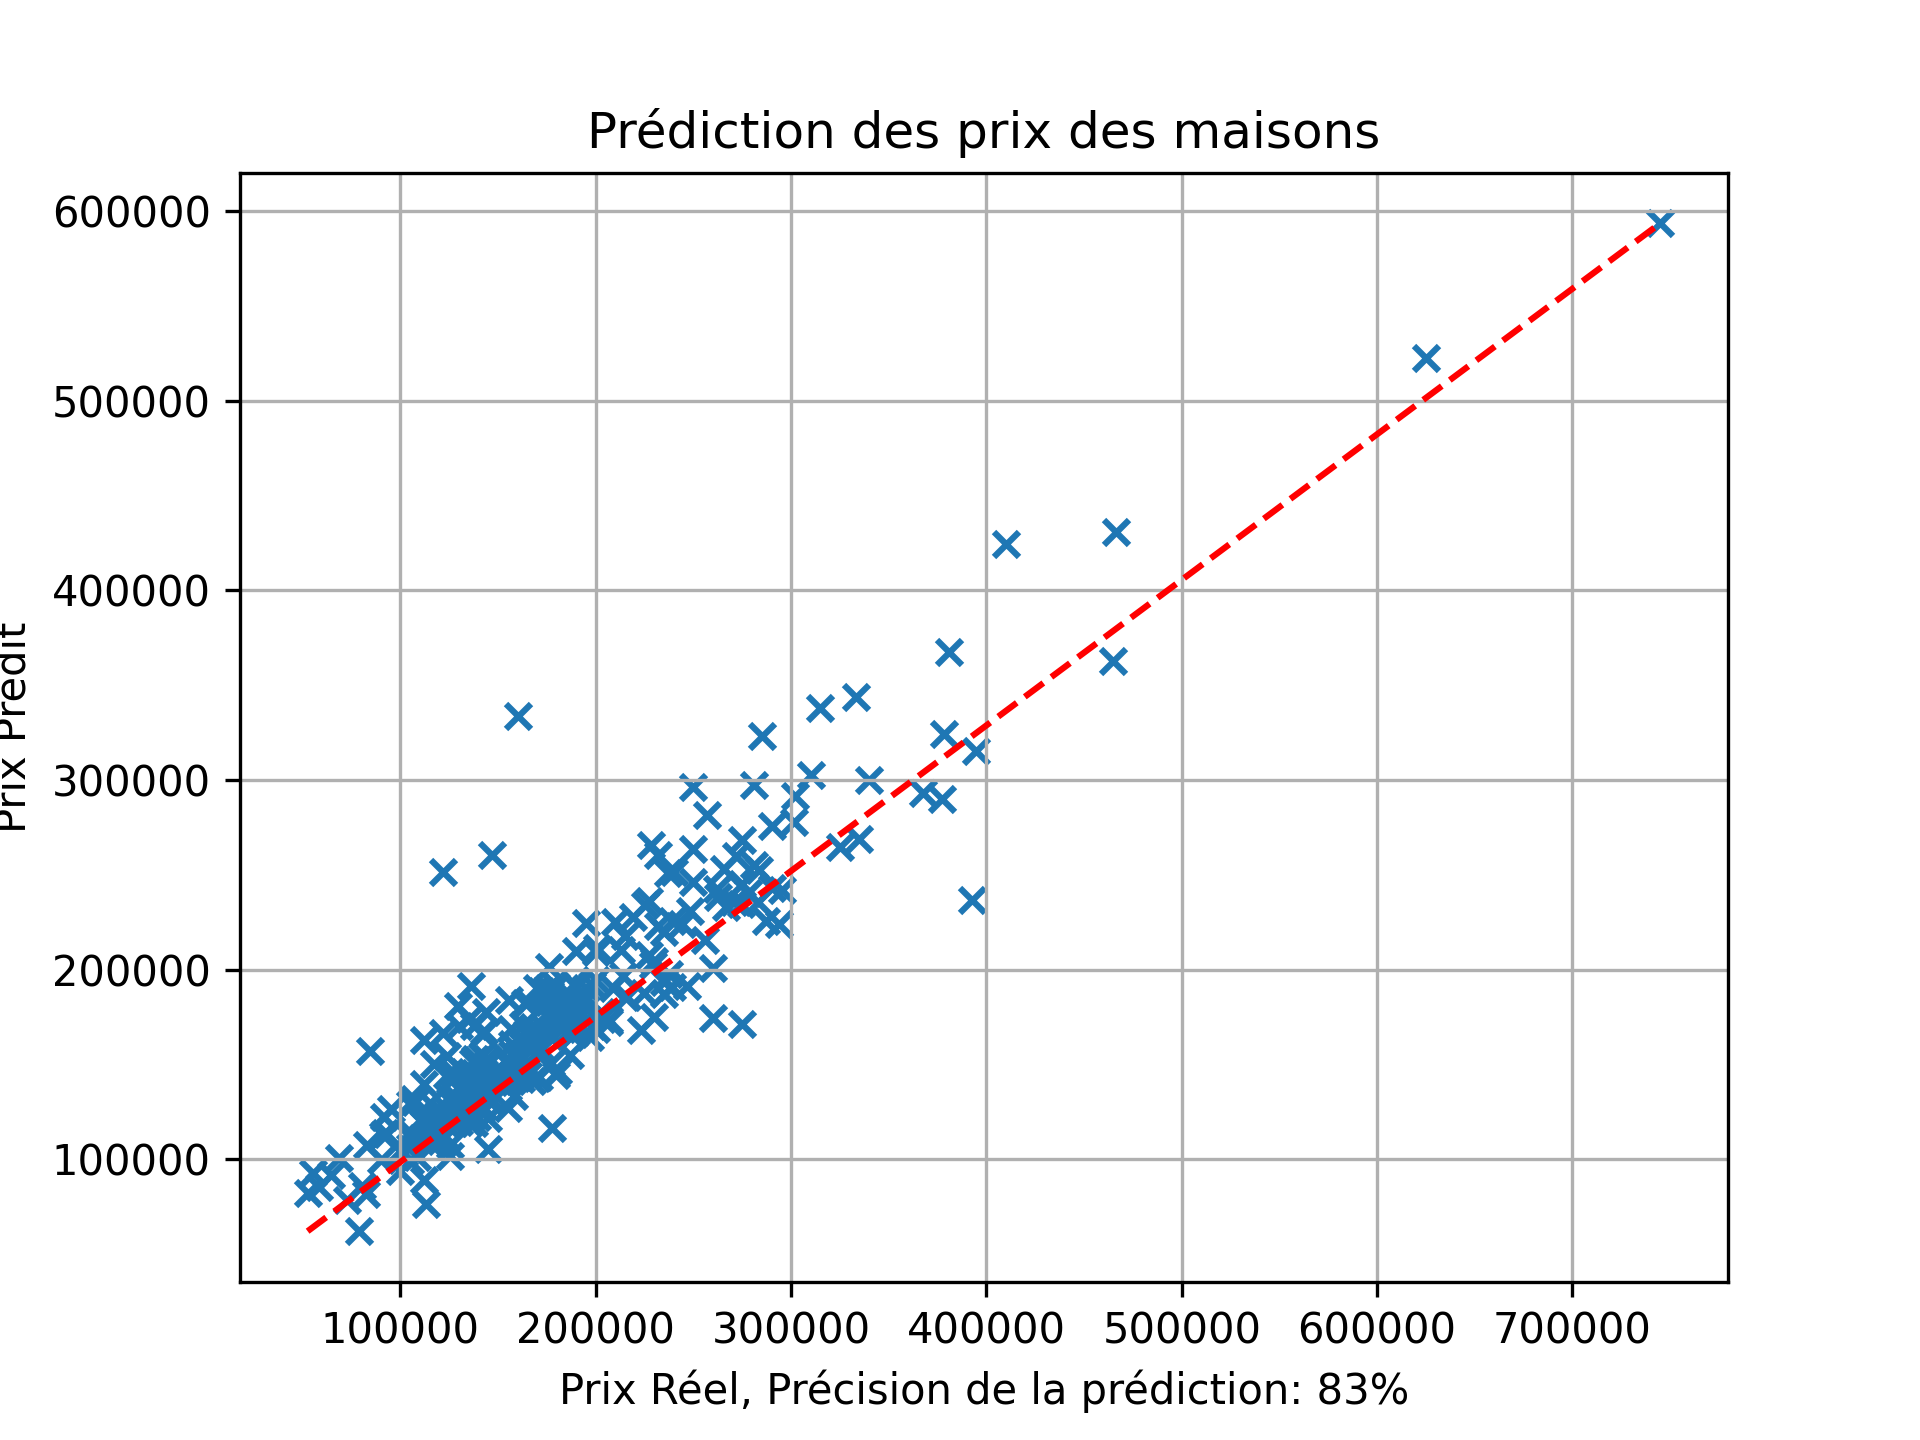 Prédiction des prix des maisons
600000
500000
400000
300000
200000
100000
Prix Prédit
100000 200000 300000 400000 500000 600000 700000
Prix Réel, Précision de la prédiction: 83%